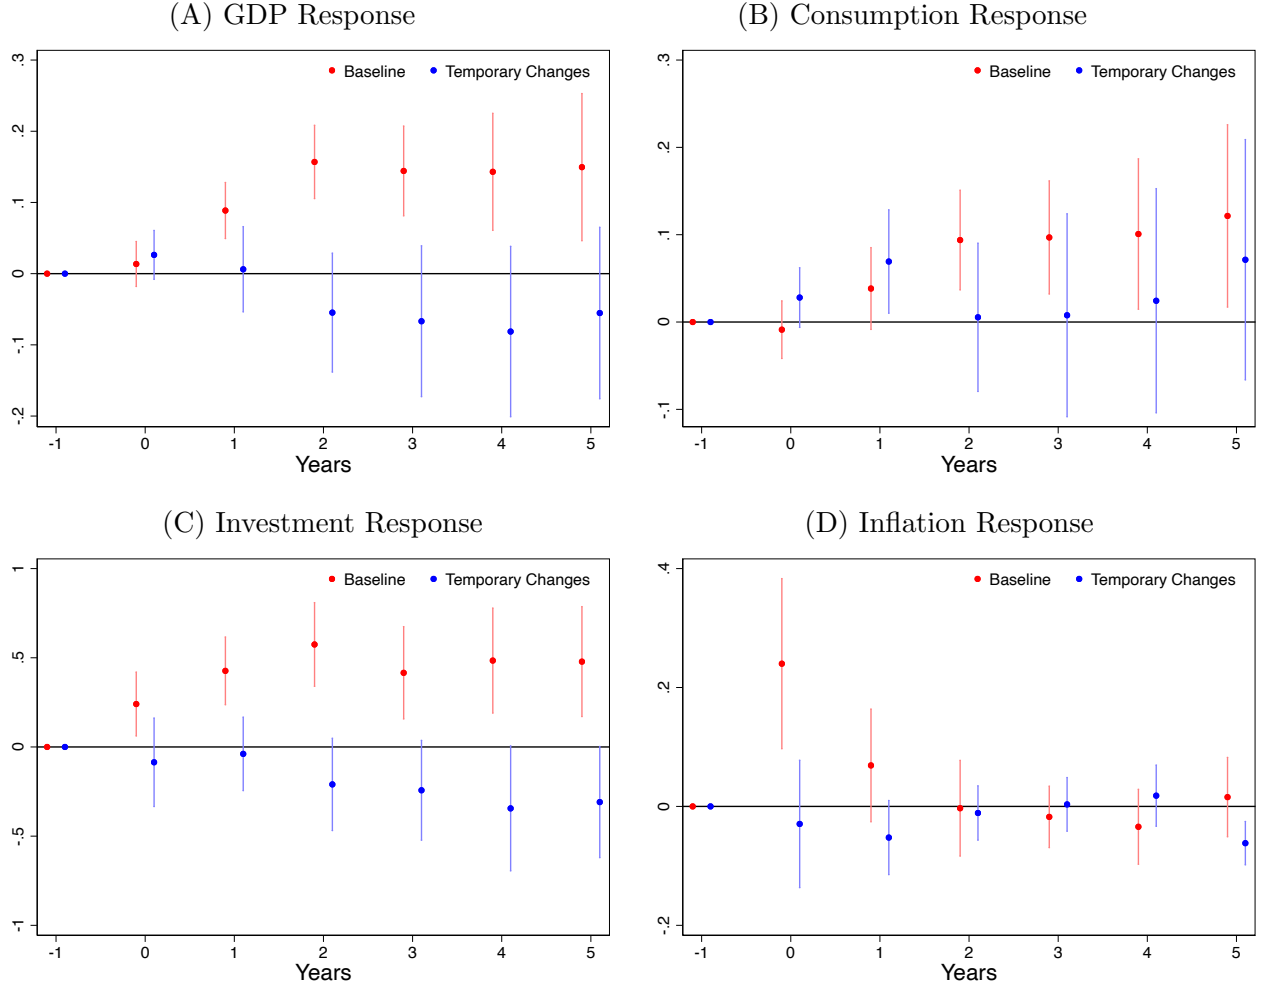 (A) GDP Response
Baseline Temporary Changes
.3
.2
.1
0
-.1
-.2
-1 0 1 2 3 4 5
Years
(B) Consumption Response
Baseline Temporary Changes
.3
.2
.1
0
-.1
-1 0 1 2 3 4 5
Years
(C) Investment Response
Baseline Temporary Changes
1
.5
0
-.5
-1
-1 0 1 2 3 4 5
Years
(D) Inflation Response
Baseline Temporary Changes
.4
.2
0
-.2
-1 0 1 2 3 4 5
Years